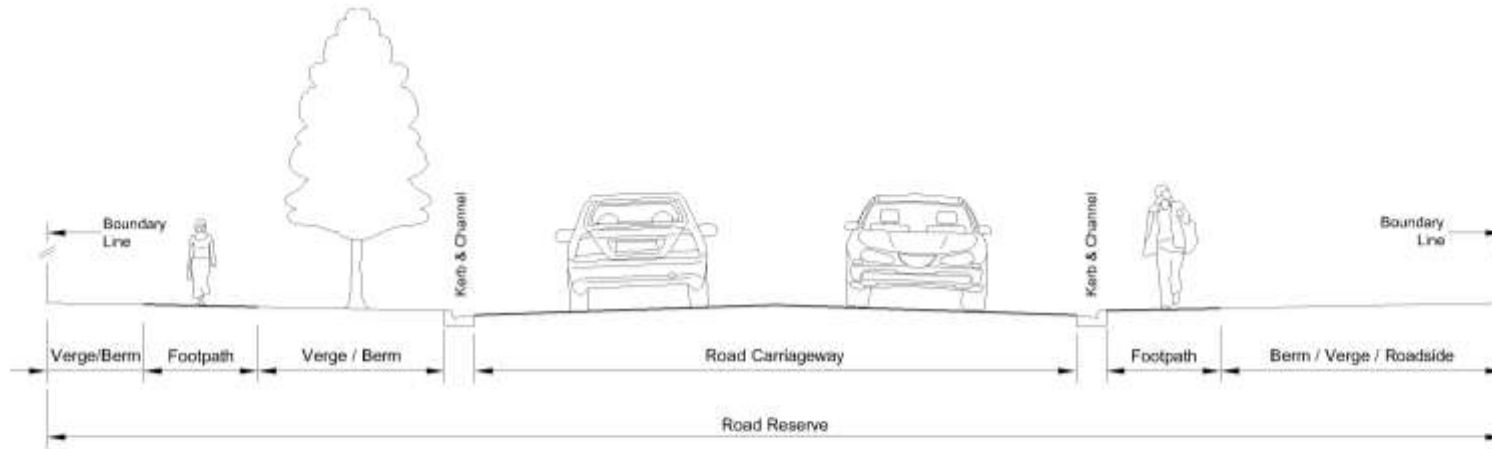 Boundary
Line
Kerb & Channel
Kerb & Channel
Boundary
Line
Verge/Berm
Footpath
Verge / Berm
Road Carriageway
Footpath
Berm / Verge / Roadside
Road Reserve